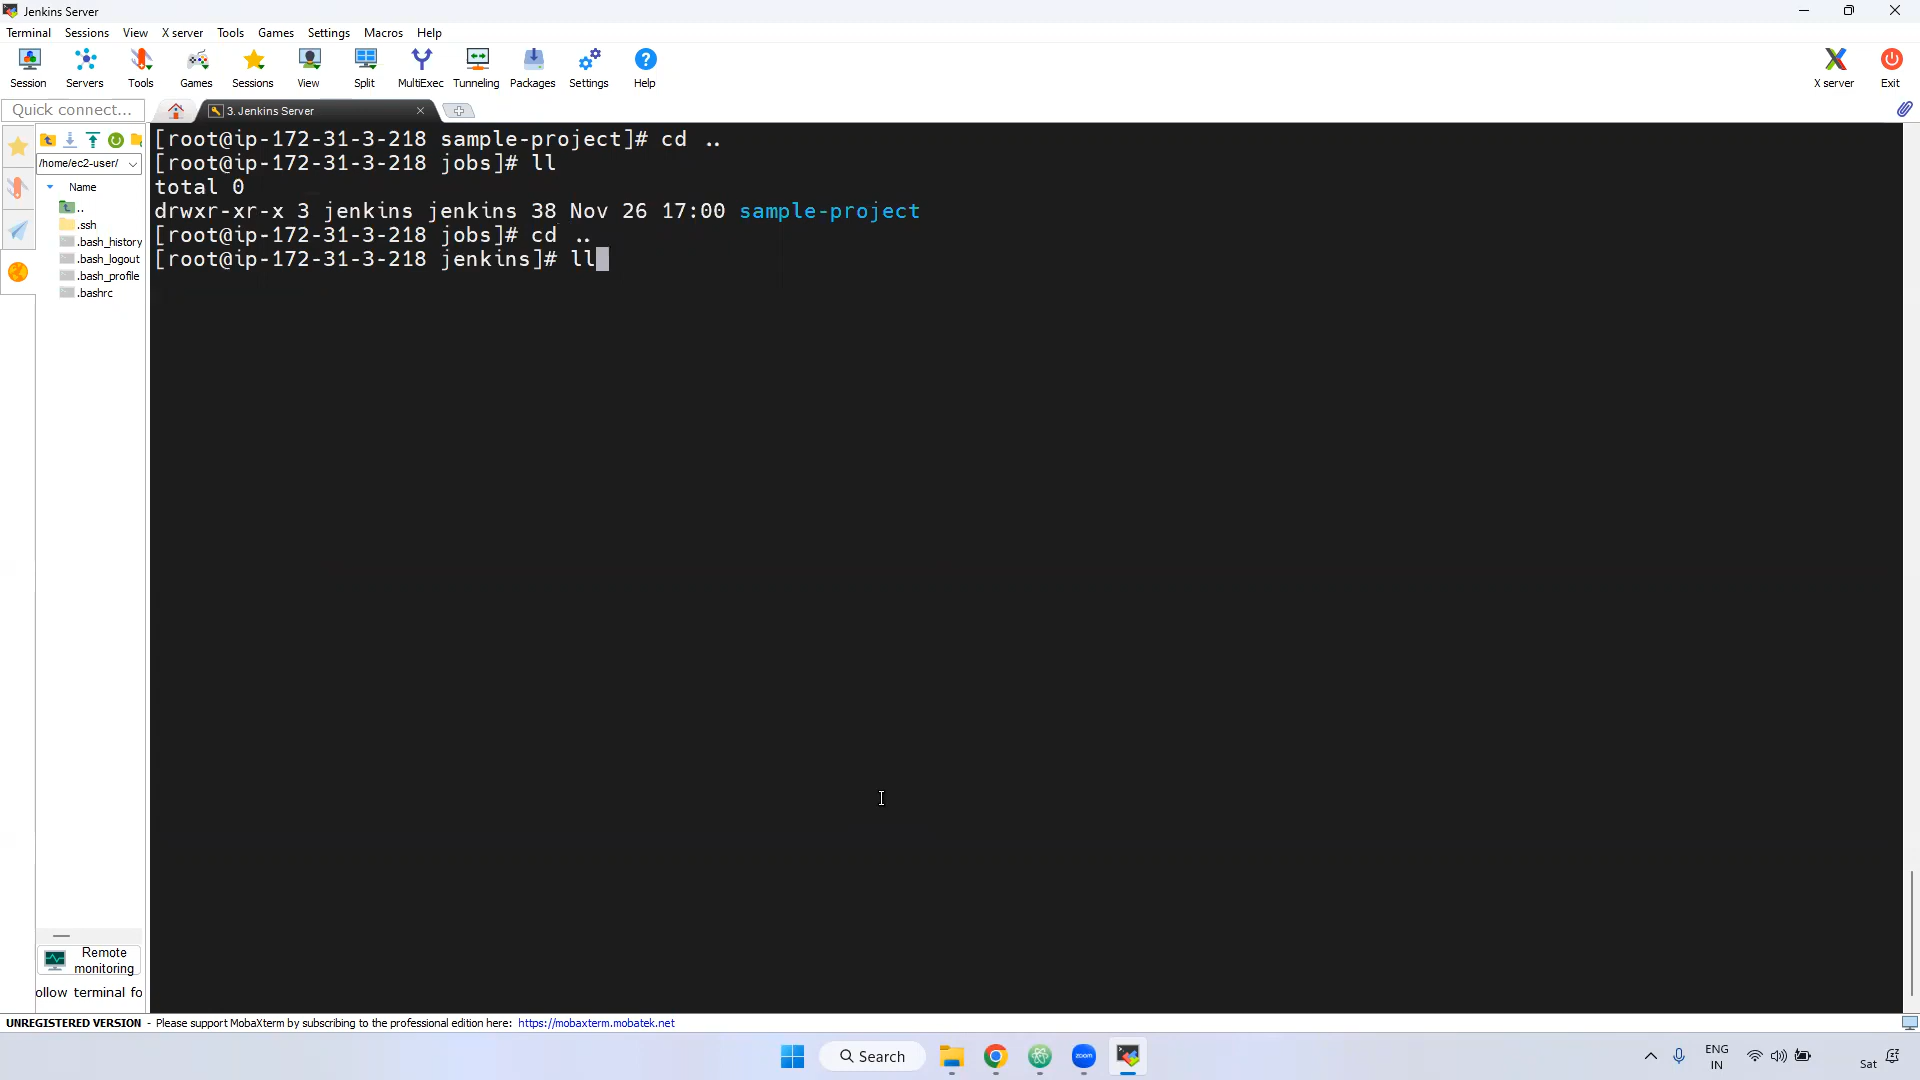 Jenkins Server
Terminal Sessions View X server Tools Games Settings Macros Help
Session Servers Tools Games Sessions View Split MultiExec Tunneling Packages Settings Help X server Exit
Quick connect... 3. Jenkins Server
/home/ec2-user/
Name
..
.ssh
.bash_history
.bash_logout
.bash_profile
.bashrc
[root@ip-172-31-3-218 sample-project]# cd ..
[root@ip-172-31-3-218 jobs]# ll
total 0
drwxr-xr-x 3 jenkins jenkins 38 Nov 26 17:00 sample-project
[root@ip-172-31-3-218 jobs]# cd ..
[root@ip-172-31-3-218 jenkins]# ll
Remote
monitoring
ollow terminal fo
UNREGISTERED VERSION - Please support MobaXterm by subscribing to the professional edition here: https://mobaxterm.mobatek.net
Search
zoom
ENG
IN
Sat